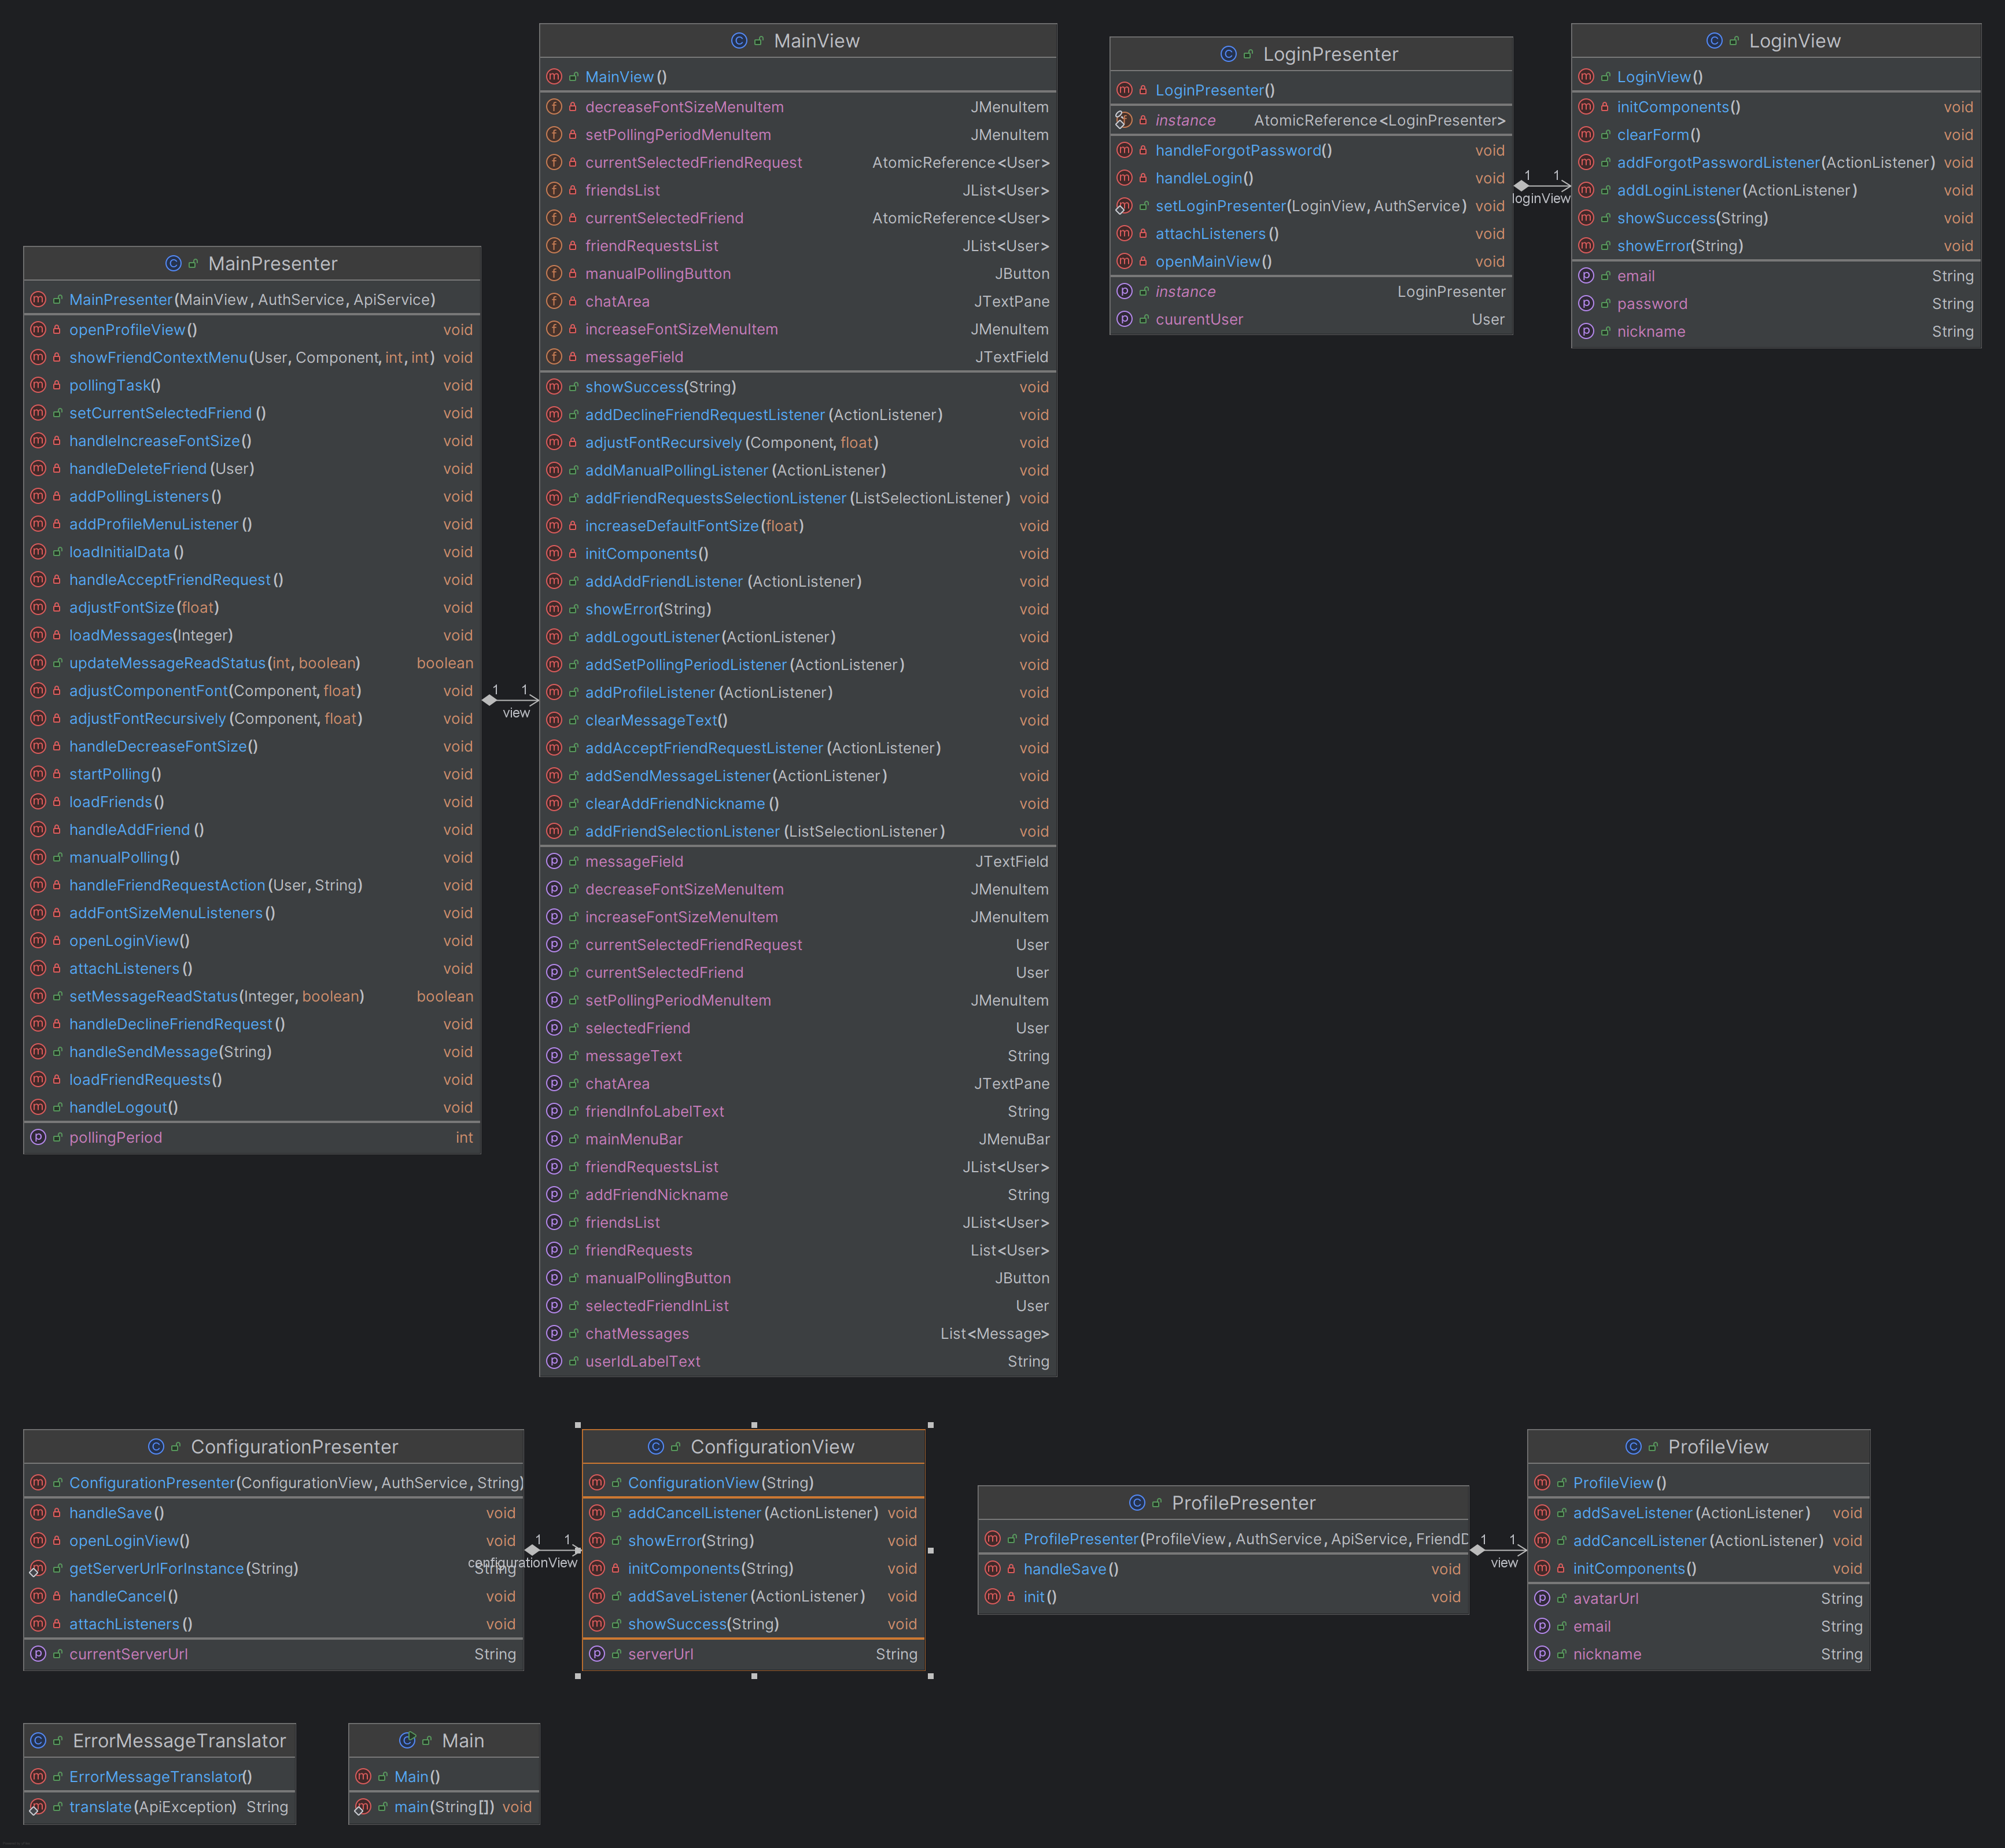 MainView
MainView()
decreaseFontSizeMenuItem JMenuItem
setPollingPeriodMenuItem JMenuItem
currentSelectedFriendRequest AtomicReference<User>
friendsList JList<User>
currentSelectedFriend AtomicReference<User>
friendRequestsList JList<User>
manualPollingButton JButton
chatArea JTextPane
increaseFontSizeMenuItem JMenuItem
messageField JTextField
showSuccess(String) void
addDeclineFriendRequestListener(ActionListener) void
adjustFontRecursively(Component, float) void
addManualPollingListener(ActionListener) void
addFriendRequestsSelectionListener(ListSelectionListener) void
increaseDefaultFontSize(float) void
initComponents() void
addAddFriendListener(ActionListener) void
showError(String) void
addLogoutListener(ActionListener) void
addSetPollingPeriodListener(ActionListener) void
addProfileListener(ActionListener) void
clearMessageText() void
addAcceptFriendRequestListener(ActionListener) void
addSendMessageListener(ActionListener) void
clearAddFriendNickname() void
addFriendSelectionListener(ListSelectionListener) void
messageField JTextField
decreaseFontSizeMenuItem JMenuItem
increaseFontSizeMenuItem JMenuItem
currentSelectedFriendRequest User
currentSelectedFriend User
setPollingPeriodMenuItem JMenuItem
selectedFriend User
messageText String
chatArea JTextPane
friendInfoLabelText String
mainMenuBar JMenuBar
friendRequestsList JList<User>
addFriendNickname String
friendsList JList<User>
friendRequests List<User>
manualPollingButton JButton
selectedFriendInList User
chatMessages List<Message>
userIdLabelText String
LoginPresenter
LoginPresenter()
instance AtomicReference<LoginPresenter>
handleForgotPassword() void
handleLogin() void
setLoginPresenter(LoginView, AuthService) void
attachListeners() void
openMainView() void
instance LoginPresenter
cuurentUser User
1 1
loginView
LoginView
LoginView()
initComponents() void
clearForm() void
addForgotPasswordListener(ActionListener) void
addLoginListener(ActionListener) void
showSuccess(String) void
showError(String) void
email String
password String
nickname String
MainPresenter
MainPresenter(MainView, AuthService, ApiService)
openProfileView() void
showFriendContextMenu(User, Component, int, int) void
pollingTask() void
setCurrentSelectedFriend() void
handleIncreaseFontSize() void
handleDeleteFriend(User) void
addPollingListeners() void
addProfileMenuListener() void
loadInitialData() void
handleAcceptFriendRequest() void
adjustFontSize(float) void
loadMessages(Integer) void
updateMessageReadStatus(int, boolean) boolean
adjustComponentFont(Component, float) void
adjustFontRecursively(Component, float) void
handleDecreaseFontSize() void
startPolling() void
loadFriends() void
handleAddFriend() void
manualPolling() void
handleFriendRequestAction(User, String) void
addFontSizeMenuListeners() void
openLoginView() void
attachListeners() void
setMessageReadStatus(Integer, boolean) boolean
handleDeclineFriendRequest() void
handleSendMessage(String) void
loadFriendRequests() void
handleLogout() void
pollingPeriod int
1 1
view
ConfigurationPresenter
ConfigurationPresenter(ConfigurationView, AuthService, String)
handleSave() void
openLoginView() void
getServerUrlForInstance(String) String
handleCancel() void
attachListeners() void
currentServerUrl String
1 1
configurationView
ConfigurationView
ConfigurationView(String)
addCancelListener(ActionListener) void
showError(String) void
initComponents(String) void
addSaveListener(ActionListener) void
showSuccess(String) void
serverUrl String
ProfilePresenter
ProfilePresenter(ProfileView, AuthService, ApiService, FriendD
handleSave() void
init() void
1 1
view
ProfileView
ProfileView()
addSaveListener(ActionListener) void
addCancelListener(ActionListener) void
initComponents() void
avatarUrl String
email String
nickname String
ErrorMessageTranslator
ErrorMessageTranslator()
translate(ApiException) String
Main
Main()
main(String[]) void